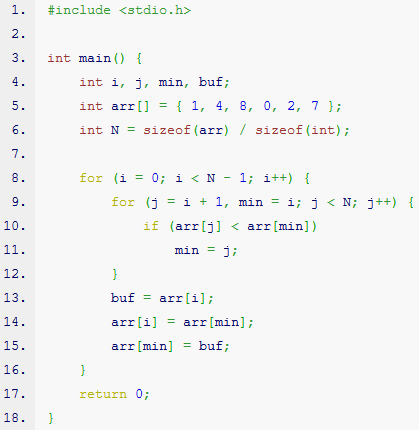 1. #include <stdio.h>
2.
3. int main() {
4.     int i, j, min, buf;
5.     int arr[] = { 1, 4, 8, 0, 2, 7 };
6.     int N = sizeof(arr) / sizeof(int);
7.
8.     for (i = 0; i < N - 1; i++) {
9.         for (j = i + 1, min = i; j < N; j++) {
10.             if (arr[j] < arr[min])
11.                 min = j;
12.         }
13.         buf = arr[i];
14.         arr[i] = arr[min];
15.         arr[min] = buf;
16.     }
17.     return 0;
18. }